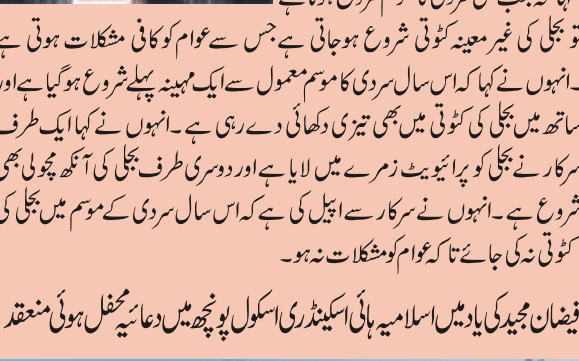 تو بجلی کی غیر معینہ کٹوتی شروع ہوجاتی ہے جس سے عوام کو کافی مشکلات ہوتی ہے
۔انہوں نے کہا کہ اس سال سردی کا موسم معمول سے ایک مہینہ پہلے شروع ہوگیا ہے اور
ساتھ میں بجلی کی کٹوتی میں بھی تیزی دکھائی دے رہی ہے ۔انہوں نے کہا ایک طرف
سرکار نے بجلی کو پرائیویٹ زمرے میں لایا ہے اور دوسری طرف بجلی کی آنکھ مچولی بھی
شروع ہے ۔انہوں نے سرکار سے اپیل کی ہے کہ اس سال سردی کے موسم میں بجلی کی
کٹوتی نہ کی جائے تا کہ عوام کو مشکلات نہ ہو۔
فیضان مجید کی یاد میں اسلامیہ ہائی اسکینڈری اسکول پونچھ میں دعائیہ محفل ہوئی منعقد